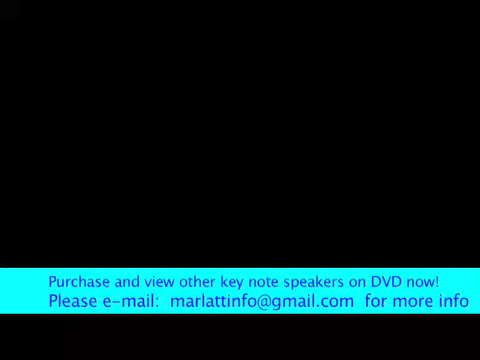 Purchase and view other key note speakers on DVD now!
Please e-mail:  marlattinfo@gmail.com  for more info